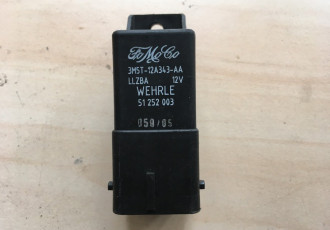 FoMoCo
3M5T-12A343-AA
LLZBA 12V
WEHRLE
51 252 003
050/05